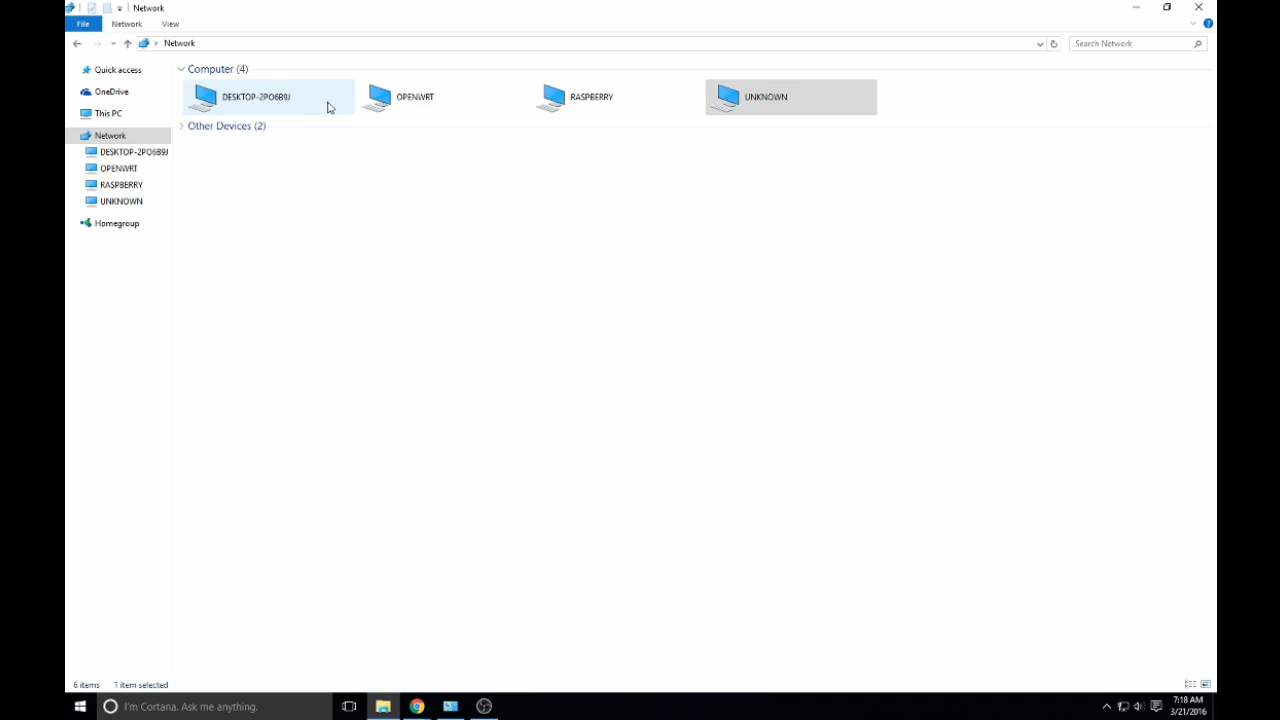 Network
File
Network
View
Network
Search Network
Quick access
OneDrive
This PC
Network
DESKTOP-2PO6B9J
OPENWRT
RASPBERRY
UNKNOWN
Homegroup
Computer (4)
DESKTOP-2PO6B9J
OPENWRT
RASPBERRY
UNKNOWN
Other Devices (2)
6 items
1 item selected
I'm Cortana. Ask me anything.
7:18 AM
3/21/2016